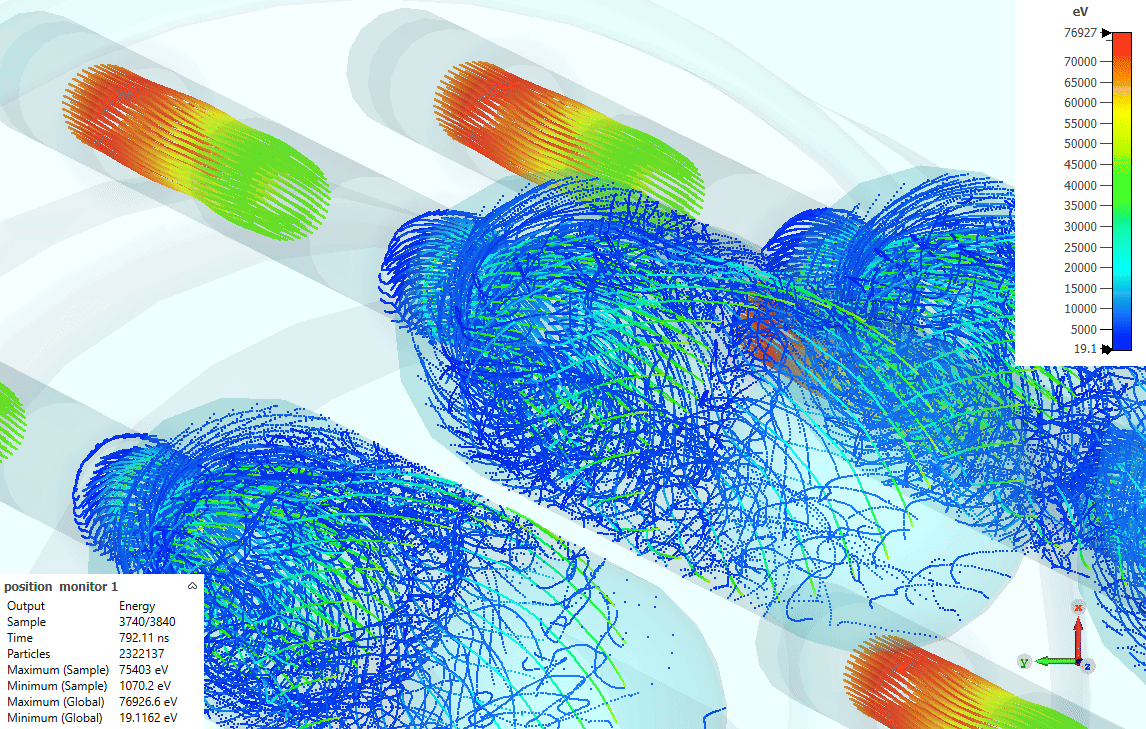 eV
76927
70000
65000
60000
55000
50000
45000
40000
35000
30000
25000
20000
15000
10000
5000
19.1
position monitor 1
Output Energy
Sample 3740/3840
Time 792.11 ns
Particles 2322137
Maximum (Sample) 75403 eV
Minimum (Sample) 1070.2 eV
Maximum (Global) 76926.6 eV
Minimum (Global) 19.1162 eV
x
y
z